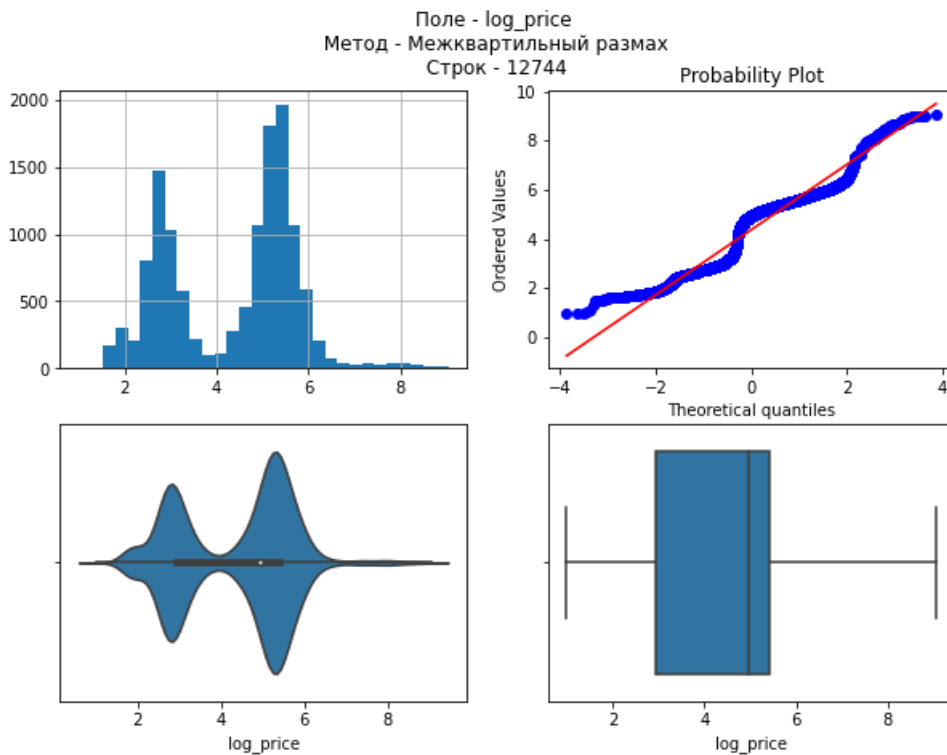 Поле - log_price
Метод - Межквартильный размах
Строк - 12744
2000
1500
1000
500
0
2 4 6 8
Probability Plot
Ordered Values
10
8
6
4
2
0
−4 −2 0 2 4
Theoretical quantiles
2 4 6 8
log_price
2 4 6 8
log_price